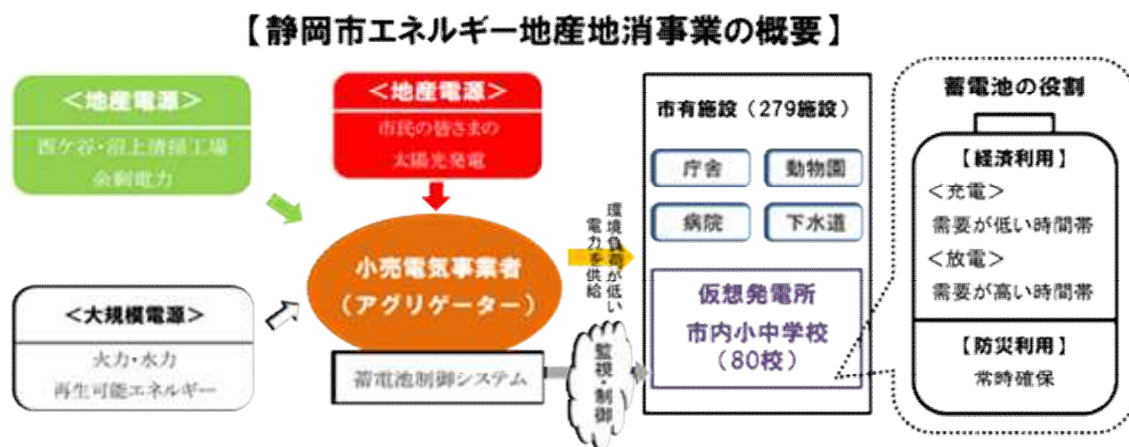 【静岡市エネルギー地産地消事業の概要】
＜地産電源＞
西ケ谷・沼上清掃工場
余剰電力
＜地産電源＞
市民の皆さまの
太陽光発電
＜大規模電源＞
火力・水力
再生可能エネルギー
小売電気事業者
（アグリゲーター）
蓄電池制御システム
環境負荷が低い
電力を供給
監視・制御
市有施設（279施設）
庁舎
動物園
病院
下水道
仮想発電所
市内小中学校
（80校）
蓄電池の役割
【経済利用】
＜充電＞
需要が低い時間帯
＜放電＞
需要が高い時間帯
【防災利用】
常時確保